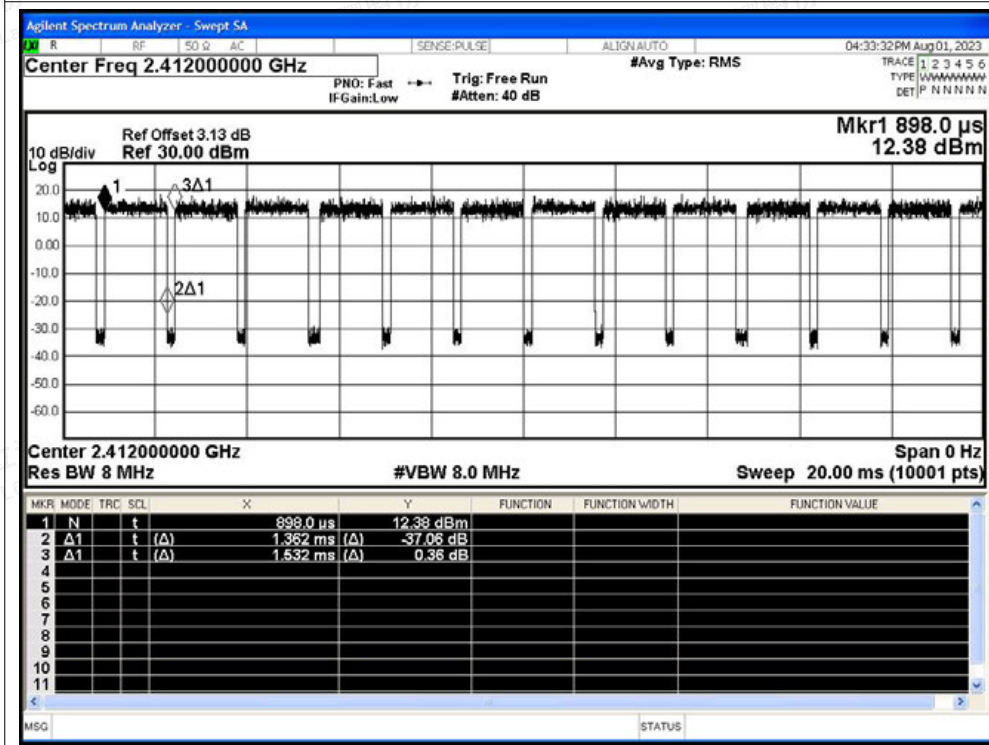 Agilent Spectrum Analyzer - Swept SA
R RF 50 Ω AC SENSE:PULSE ALIGN AUTO 04:33:32 PM Aug 01, 2023
Center Freq 2.412000000 GHz #Avg Type: RMS TRACE 1 2 3 4 5 6
PNO: Fast Trig: Free Run TYPE WWWWWW
IFGain:Low #Atten: 40 dB DET P N N N N N
Mkr1 898.0 µs
Ref Offset 3.13 dB
10 dB/div Ref 30.00 dBm 12.38 dBm
Log
1 3Δ1
20.0
10.0
0.00
-10.0
2Δ1
-20.0
-30.0
-40.0
-50.0
-60.0
Center 2.412000000 GHz Span 0 Hz
Res BW 8 MHz #VBW 8.0 MHz Sweep 20.00 ms (10001 pts)
MKR MODE TRC SCL X Y FUNCTION FUNCTION WIDTH FUNCTION VALUE
1 N t 898.0 µs 12.38 dBm
2 Δ1 t (Δ) 1.362 ms (Δ) -37.06 dB
3 Δ1 t (Δ) 1.532 ms (Δ) 0.36 dB
4
5
6
7
8
9
10
11
MSG STATUS